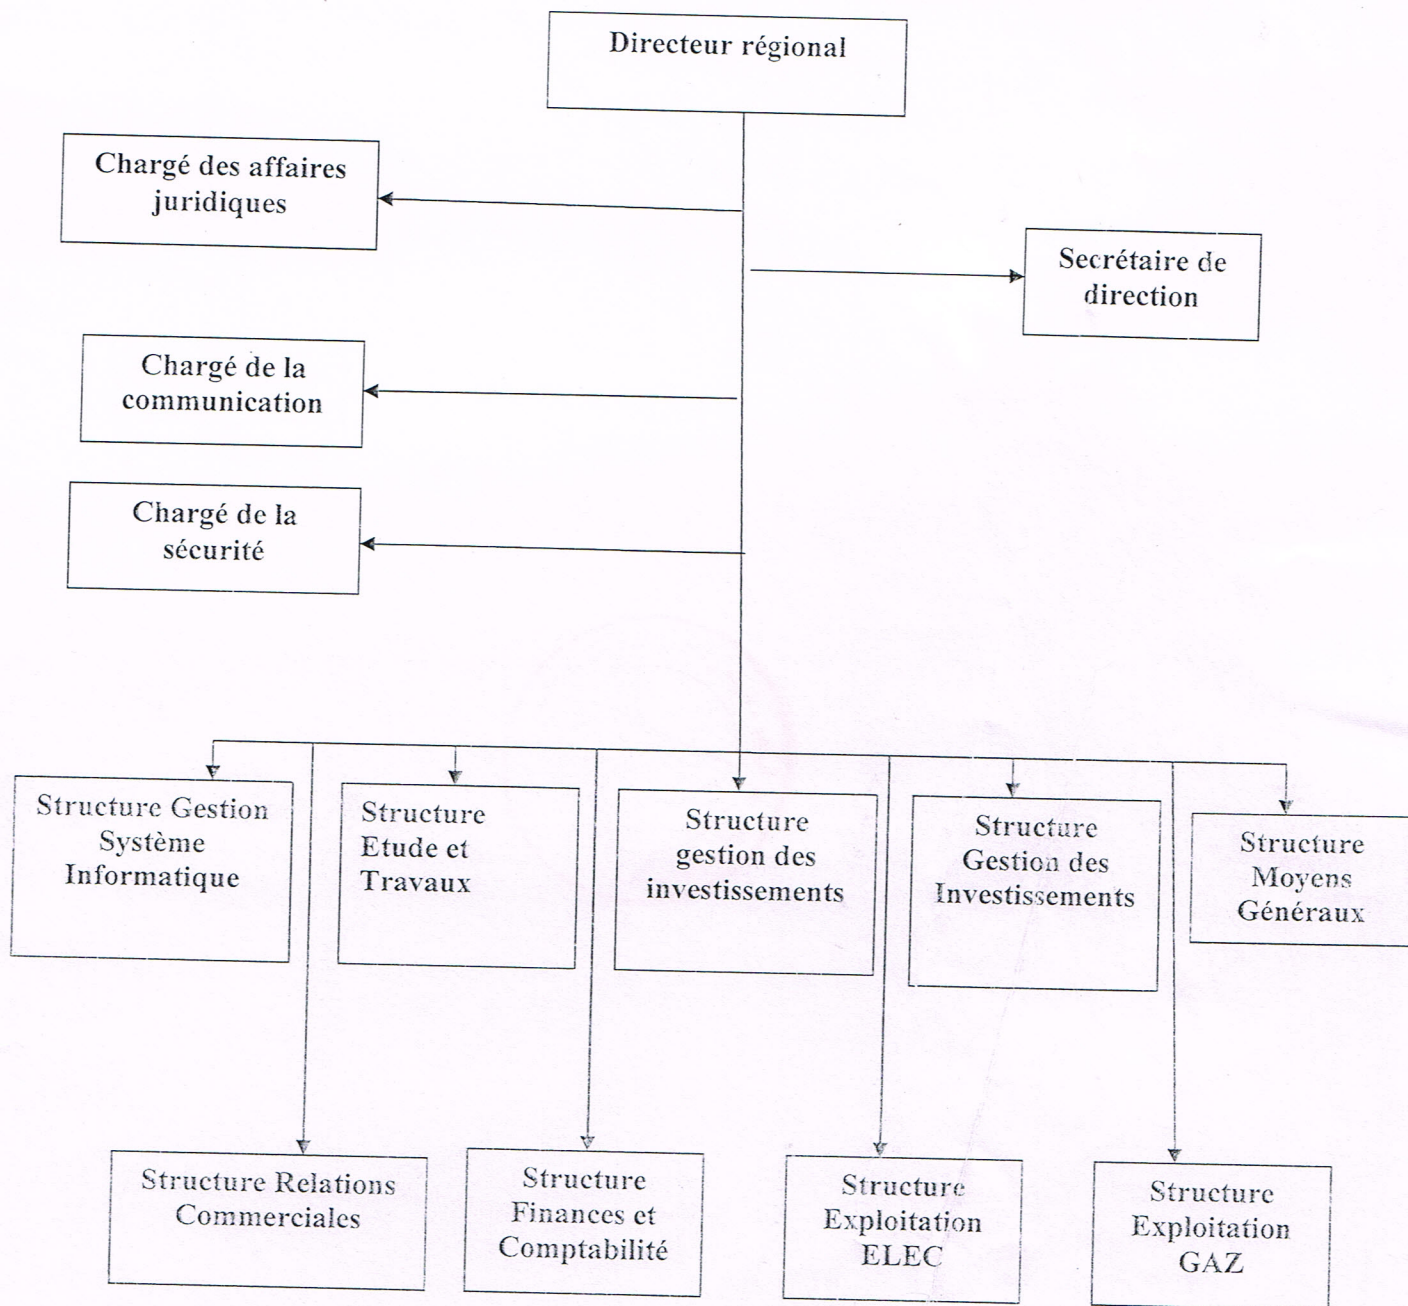 Directeur régional
Chargé des affaires
juridiques
Secrétaire de
direction
Chargé de la
communication
Chargé de la
sécurité
Structure Gestion
Système
Informatique
Structure
Etude et
Travaux
Structure
gestion des
investissements
Structure
Gestion des
Investissements
Structure
Moyens
Généraux
Structure Relations
Commerciales
Structure
Finances et
Comptabilité
Structure
Exploitation
ELEC
Structure
Exploitation
GAZ